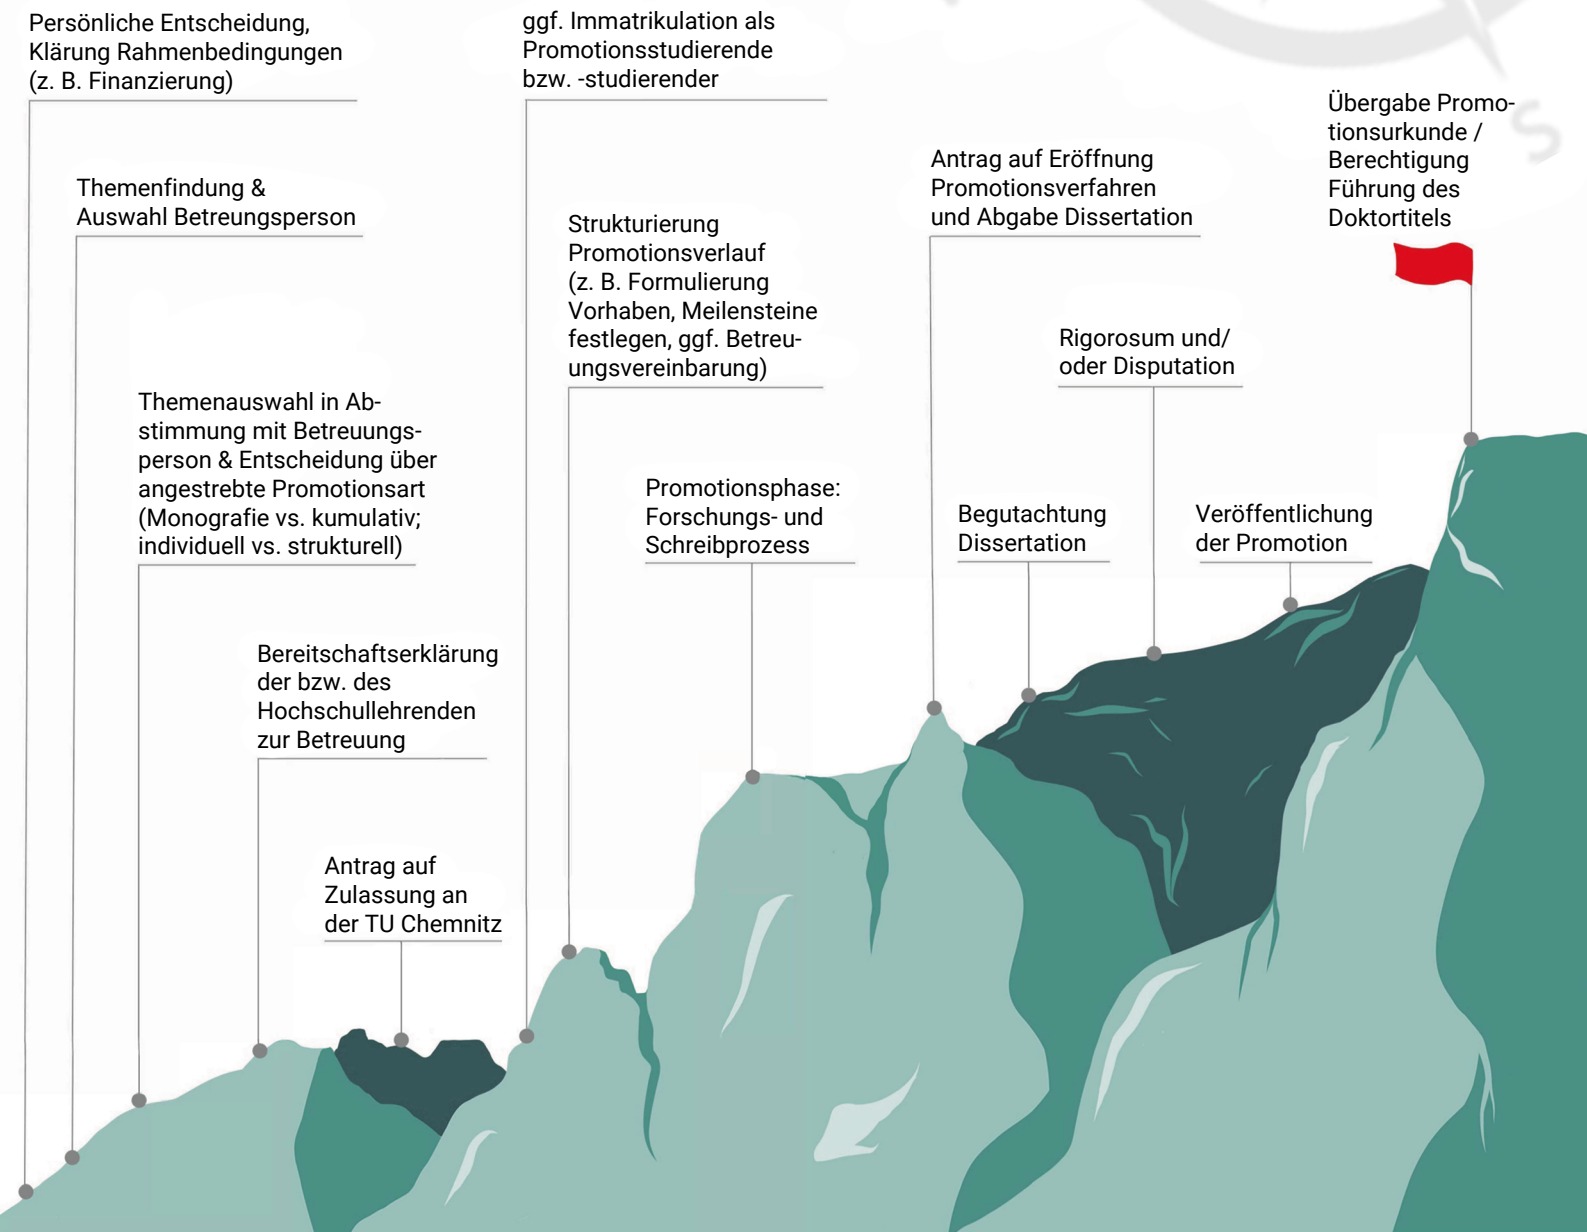 Persönliche Entscheidung,
Klärung Rahmenbedingungen
(z. B. Finanzierung)
Themenfindung &
Auswahl Betreungsperson
Themenauswahl in Ab-
stimmung mit Betreuungs-
person & Entscheidung über
angestrebte Promotionsart
(Monografie vs. kumulativ;
individuell vs. strukturell)
Bereitschaftserklärung
der bzw. des
Hochschullehrenden
zur Betreuung
Antrag auf
Zulassung an
der TU Chemnitz
ggf. Immatrikulation als
Promotionsstudierende
bzw. -studierender
Strukturierung
Promotionsverlauf
(z. B. Formulierung
Vorhaben, Meilensteine
festlegen, ggf. Betreu-
ungsvereinbarung)
Promotionsphase:
Forschungs- und
Schreibprozess
Antrag auf Eröffnung
Promotionsverfahren
und Abgabe Dissertation
Begutachtung
Dissertation
Rigorosum und/
oder Disputation
Veröffentlichung
der Promotion
Übergabe Promo-
tionsurkunde /
Berechtigung
Führung des
Doktortitels
S